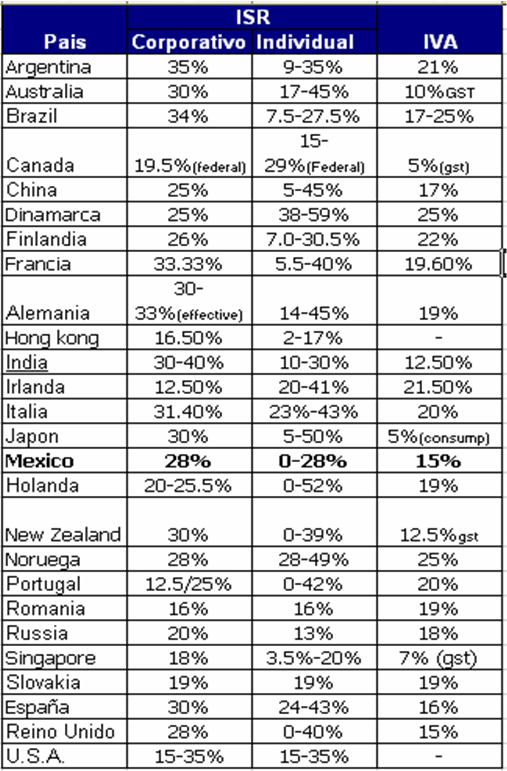 ISR
Pais Corporativo Individual IVA
Argentina 35% 9-35% 21%
Australia 30% 17-45% 10%GST
Brazil 34% 7.5-27.5% 17-25%
15-
Canada 19.5%(federal) 29%(Federal) 5%(gst)
China 25% 5-45% 17%
Dinamarca 25% 38-59% 25%
Finlandia 26% 7.0-30.5% 22%
Francia 33.33% 5.5-40% 19.60%
30-
Alemania 33%(effective) 14-45% 19%
Hong kong 16.50% 2-17% -
India 30-40% 10-30% 12.50%
Irlanda 12.50% 20-41% 21.50%
Italia 31.40% 23%-43% 20%
Japon 30% 5-50% 5%(consump)
Mexico 28% 0-28% 15%
Holanda 20-25.5% 0-52% 19%
New Zealand 30% 0-39% 12.5%gst
Noruega 28% 28-49% 25%
Portugal 12.5/25% 0-42% 20%
Romania 16% 16% 19%
Russia 20% 13% 18%
Singapore 18% 3.5%-20% 7% (gst)
Slovakia 19% 19% 19%
España 30% 24-43% 16%
Reino Unido 28% 0-40% 15%
U.S.A. 15-35% 15-35% -